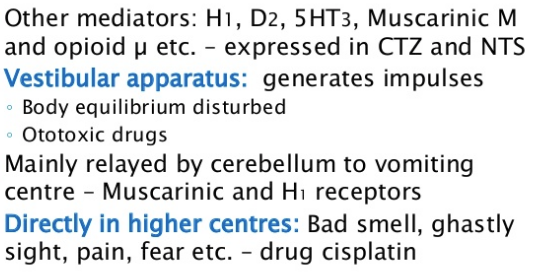 Other mediators: H1, D2, 5HT3, Muscarinic M
and opioid µ etc. – expressed in CTZ and NTS
Vestibular apparatus: generates impulses
◦ Body equilibrium disturbed
◦ Ototoxic drugs
Mainly relayed by cerebellum to vomiting
centre – Muscarinic and H1 receptors
Directly in higher centres: Bad smell, ghastly
sight, pain, fear etc. – drug cisplatin